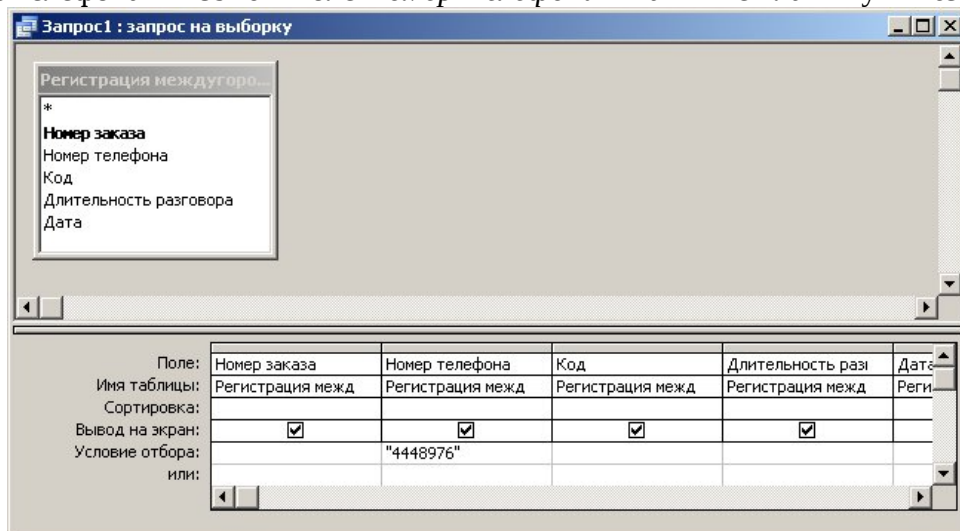 Запрос1 : запрос на выборку
Регистрация междугоро...
*
Номер заказа
Номер телефона
Код
Длительность разговора
Дата
Поле: Номер заказа Номер телефона Код Длительность разг Дата
Имя таблицы: Регистрация межд Регистрация межд Регистрация межд Регистрация межд Реги
Сортировка:
Вывод на экран:
Условие отбора: "4448976"
или: